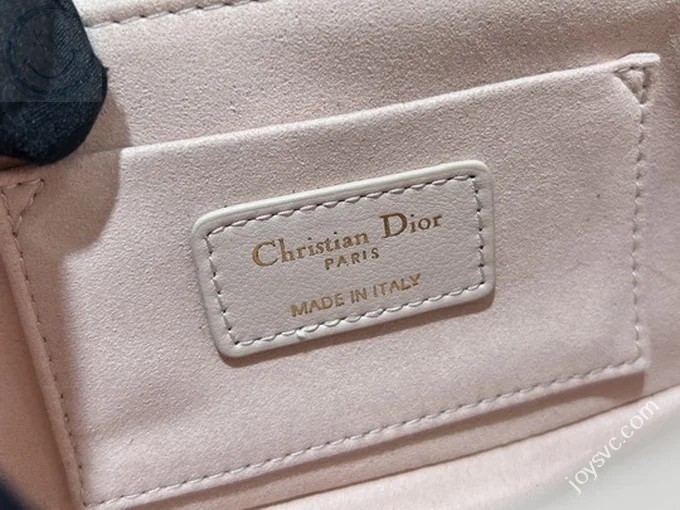 Christian Dior
PARIS
MADE IN ITALY
joysvc.com